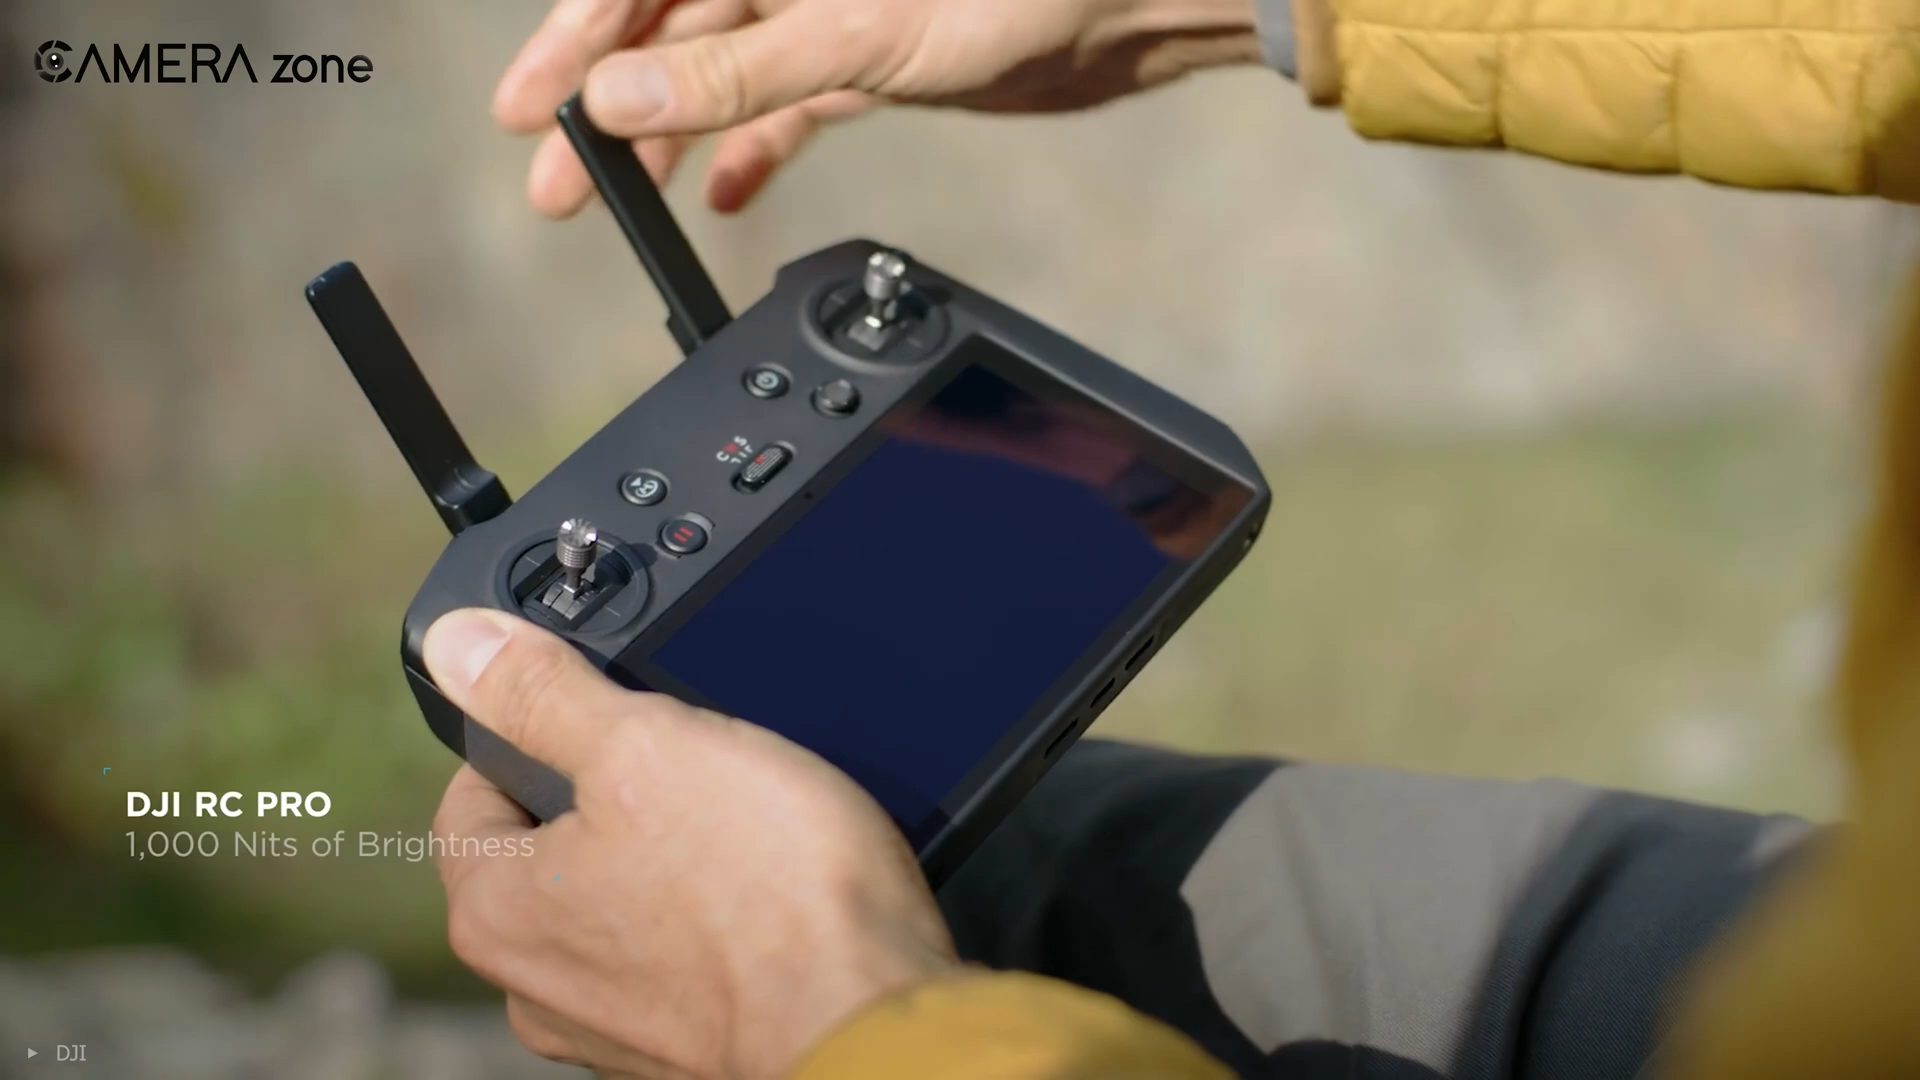 CAMERA zone
C N S
DJI RC PRO
1,000 Nits of Brightness
DJI